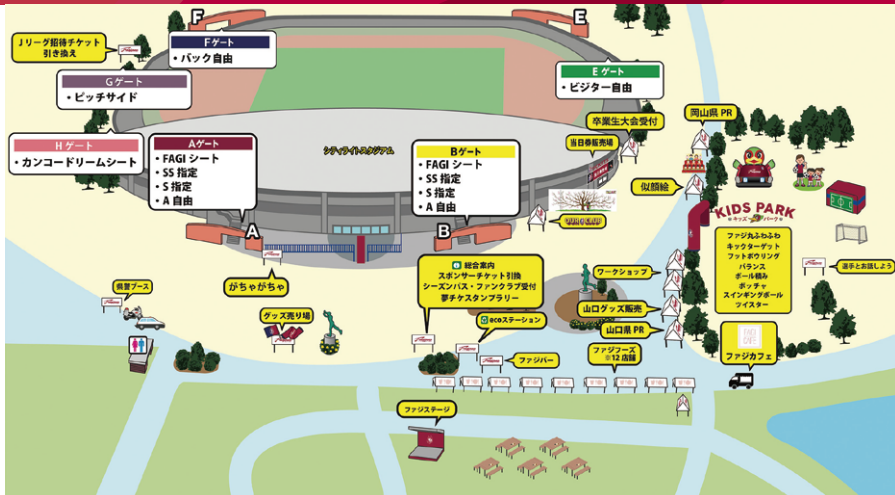 F
E
Jリーグ招待チケット
引き換え
Fゲート
・バック自由
Gゲート
・ピッチサイド
Eゲート
・ビジター自由
Hゲート
・カンコードリームシート
Aゲート
・FAGI シート
・SS 指定
・S 指定
・A 自由
シティライトスタジアム
Bゲート
・FAGI シート
・SS 指定
・S 指定
・A 自由
当日券販売場
卒業生大会受付
岡山県 PR
似顔絵
A
B
KIDS PARK
キッズ パーク
ファジ丸ふわふわ
キックターゲット
フットボウリング
バランス
ボール積み
ボッチャ
スイングボール
ツイスター
選手とお話しよう
がちゃがちゃ
県警ブース
グッズ売り場
総合案内
スポンサーチケット引換
シーズンパス・ファンクラブ受付
夢チケスタンプラリー
ecoステーション
ファジバー
ワークショップ
山口グッズ販売
山口県 PR
ファジフーズ
※12 店舗
ファジカフェ
ファジステージ